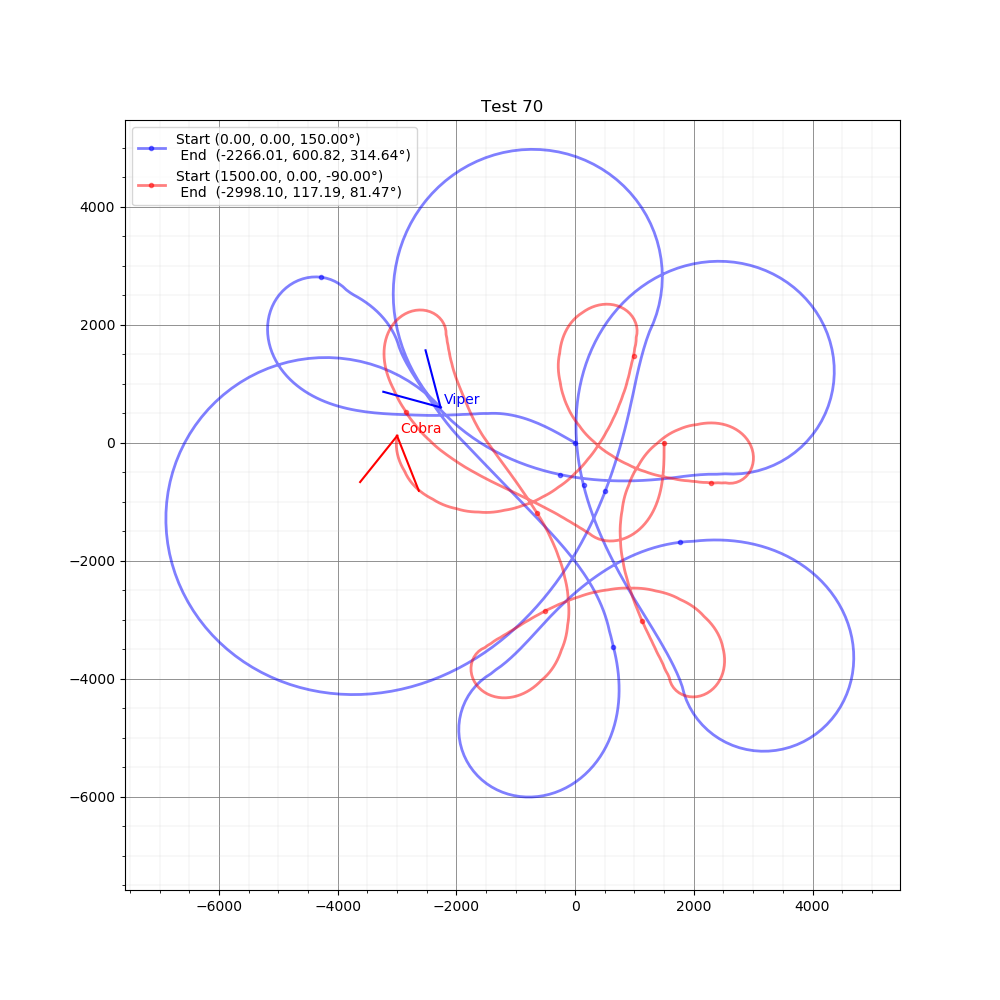 Test 70
Start (0.00, 0.00, 150.00°)
End (-2266.01, 600.82, 314.64°)
Start (1500.00, 0.00, -90.00°)
End (-2998.10, 117.19, 81.47°)
4000
2000
Viper
Cobra
0
−2000
−4000
−6000
−6000 −4000 −2000 0 2000 4000